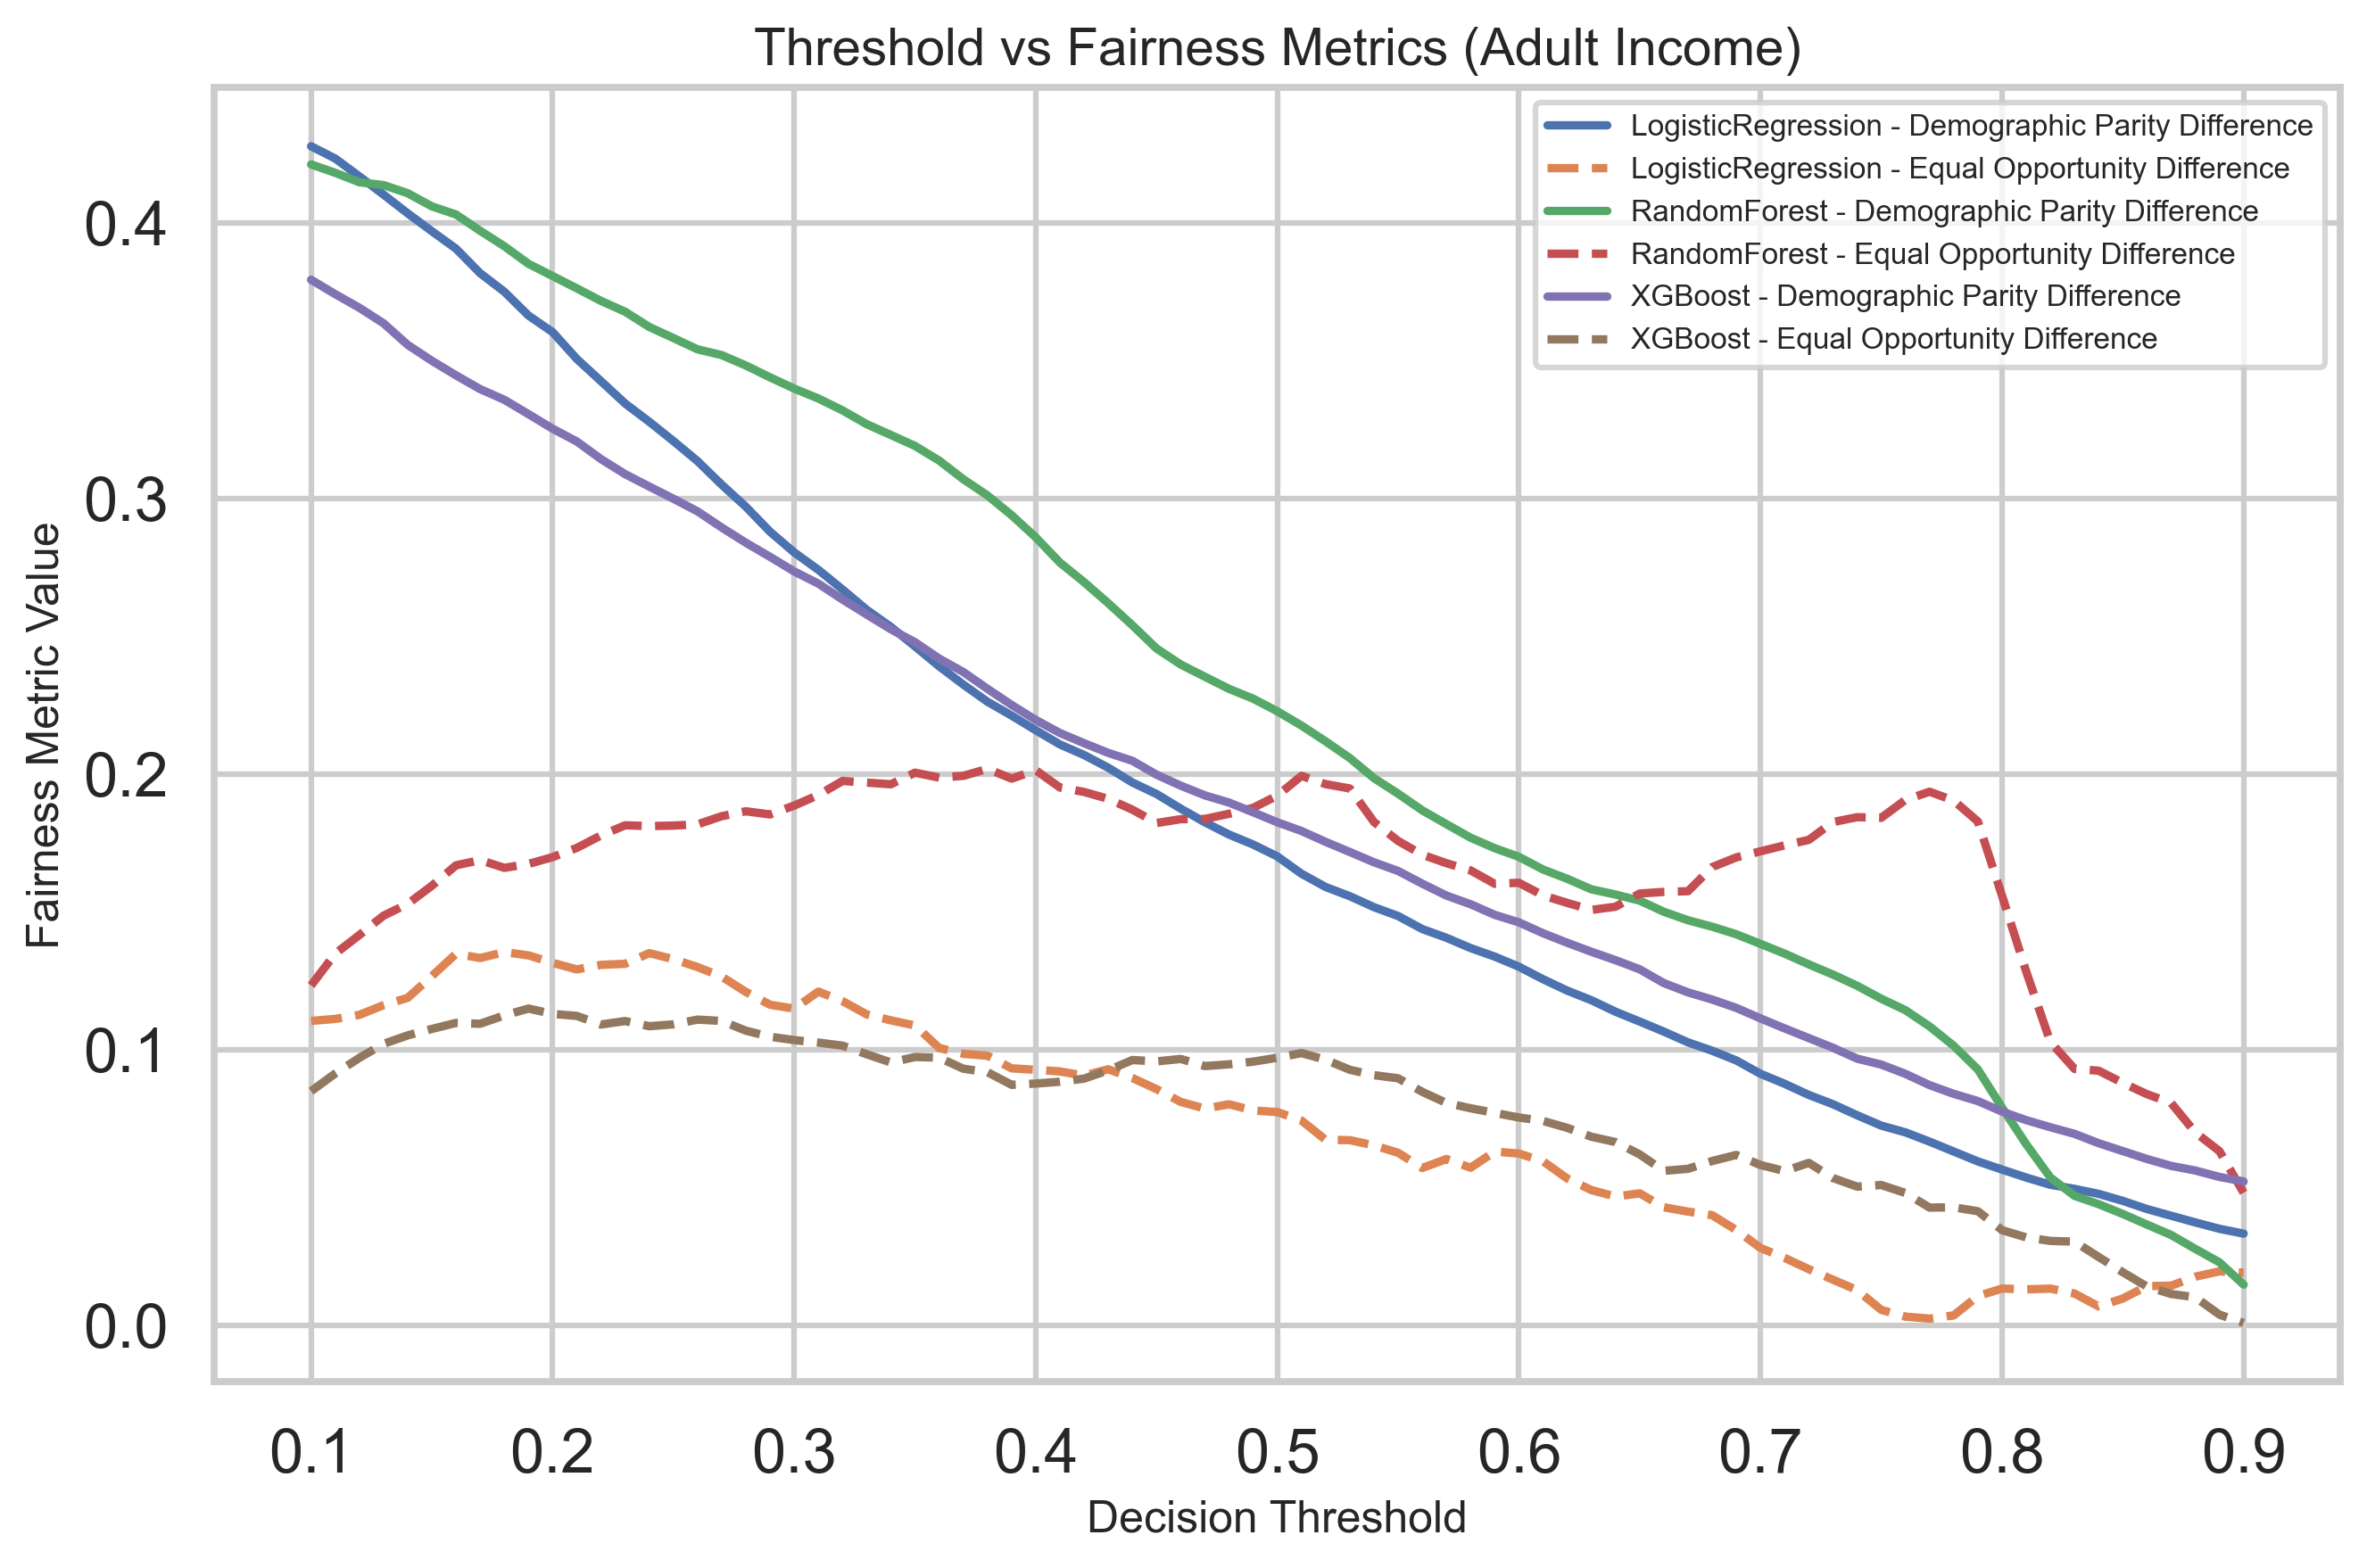 Threshold vs Fairness Metrics (Adult Income)
LogisticRegression - Demographic Parity Difference
LogisticRegression - Equal Opportunity Difference
RandomForest - Demographic Parity Difference
RandomForest - Equal Opportunity Difference
XGBoost - Demographic Parity Difference
XGBoost - Equal Opportunity Difference
Fairness Metric Value
0.4
0.3
0.2
0.1
0.0
0.1 0.2 0.3 0.4 0.5 0.6 0.7 0.8 0.9
Decision Threshold